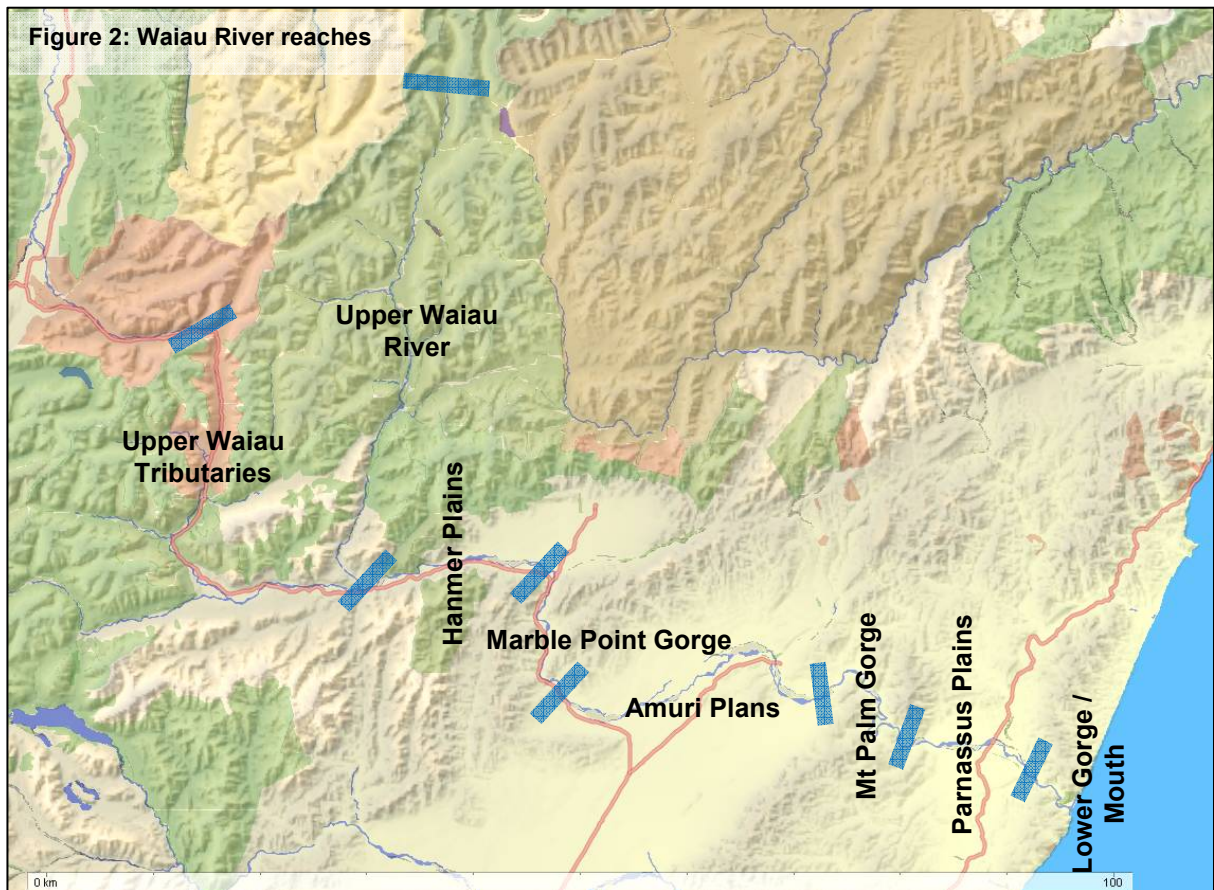 Figure 2: Waiau River reaches
Upper Waiau
River
Upper Waiau
Tributaries
Hanmer Plains
Marble Point Gorge
Amuri Plans
Mt Palm Gorge
Parnassus Plains
Lower Gorge /
Mouth
0 km
100